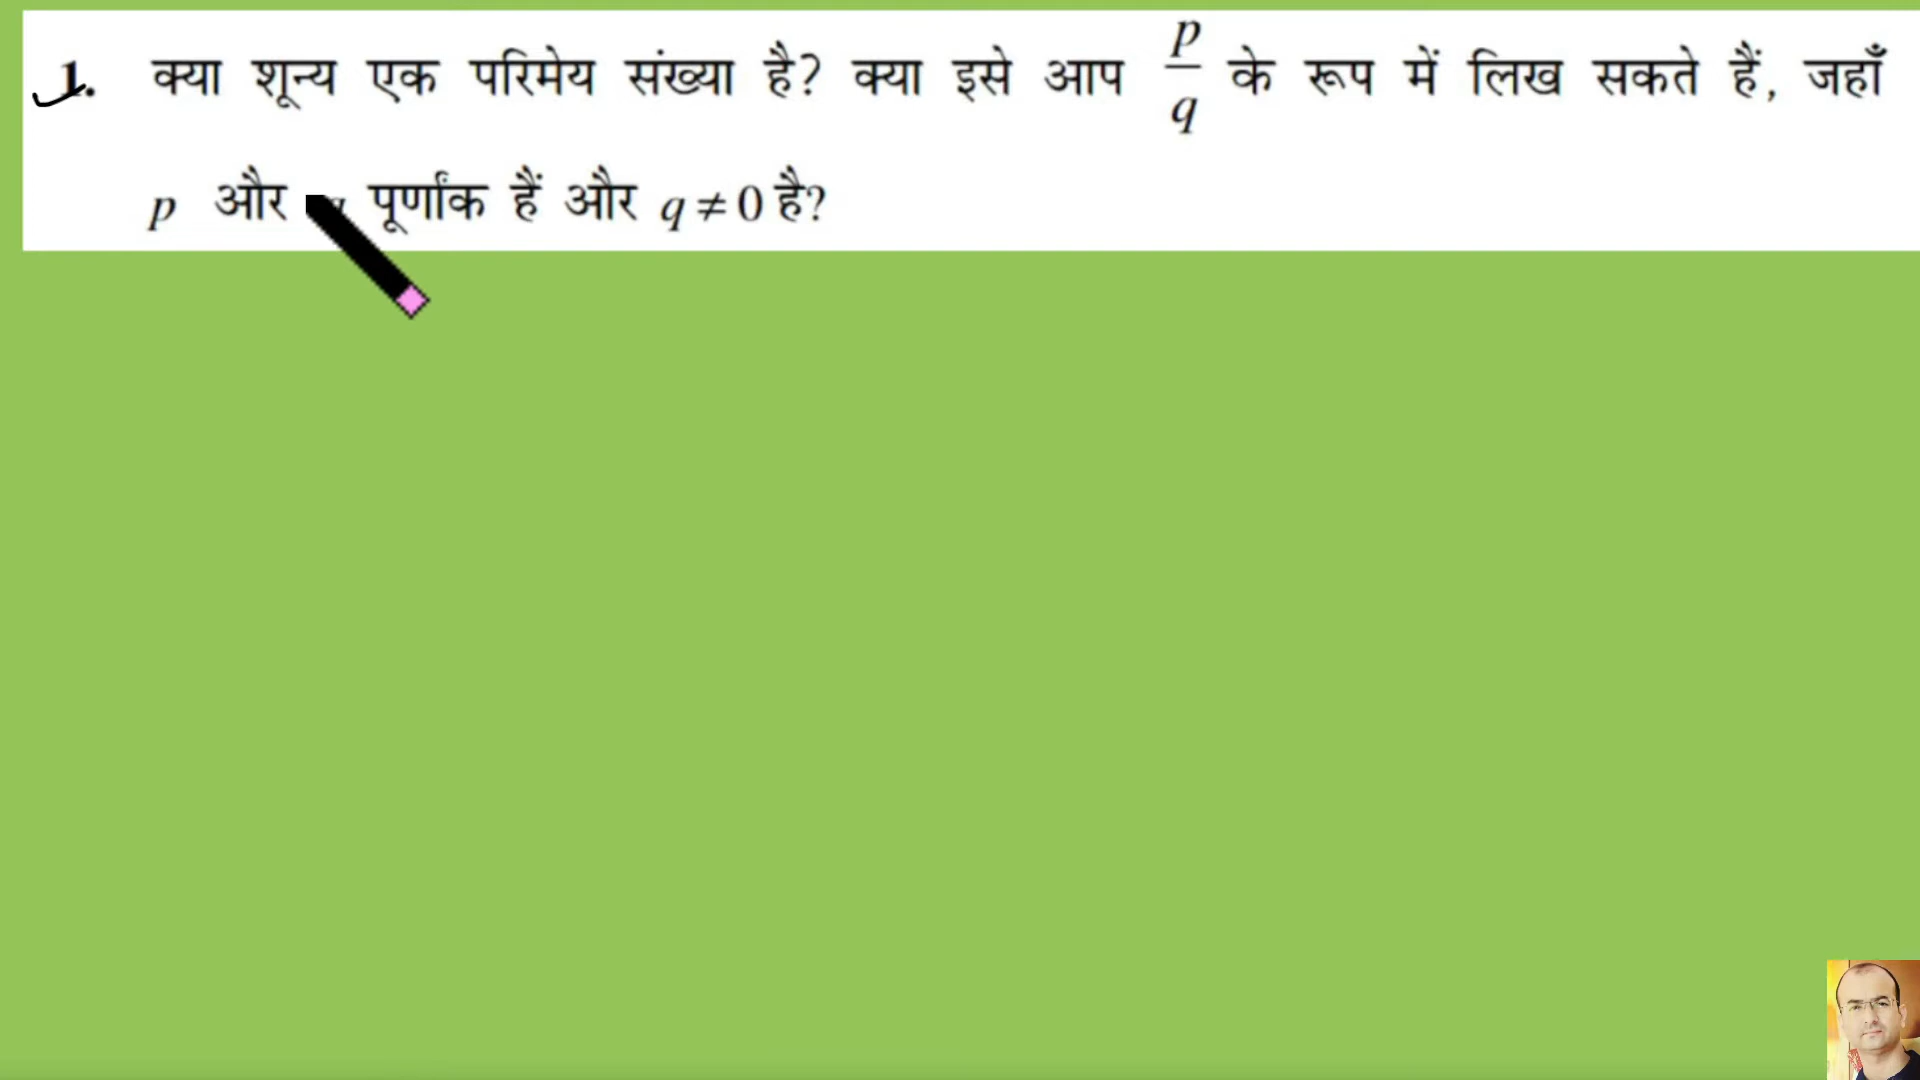 1. क्या शून्य एक परिमेय संख्या है? क्या इसे आप p/q के रूप में लिख सकते हैं, जहाँ
p और पूर्णांक हैं और q ≠ 0 है?